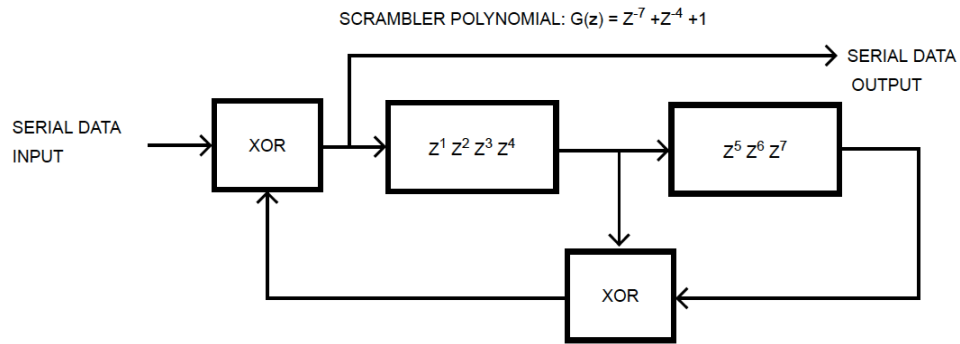 SCRAMBLER POLYNOMIAL: G(z) = Z⁻⁷ +Z⁻⁴ +1
SERIAL DATA
OUTPUT
SERIAL DATA
INPUT
XOR
Z¹ Z² Z³ Z⁴
Z⁵ Z⁶ Z⁷
XOR